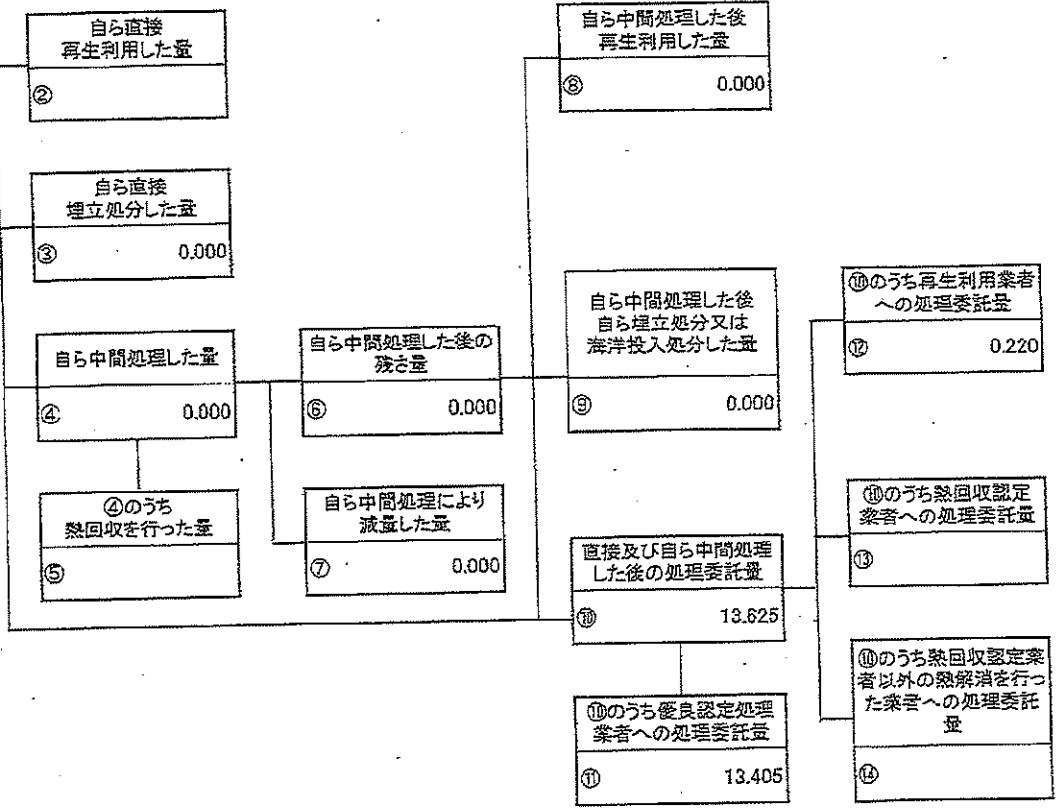 自ら直接
再生利用した量
②
自ら直接
埋立処分した量
③ 0.000
自ら中間処理した量
④ 0.000
④のうち
熱回収を行った量
⑤
自ら中間処理した後の
残さ量
⑥ 0.000
自ら中間処理により
減量した量
⑦ 0.000
自ら中間処理した後
再生利用した量
⑧ 0.000
自ら中間処理した後
自ら埋立処分又は
海洋投入処分した量
⑨ 0.000
直接及び自ら中間処理
した後の処理委託量
⑩ 13.625
⑩のうち優良認定処理
業者への処理委託量
⑪ 13.405
⑩のうち再生利用業者
への処理委託量
⑫ 0.220
⑩のうち熱回収認定
業者への処理委託量
⑬
⑩のうち熱回収認定業
者以外の熱解消を行っ
た業者への処理委託
量
⑭